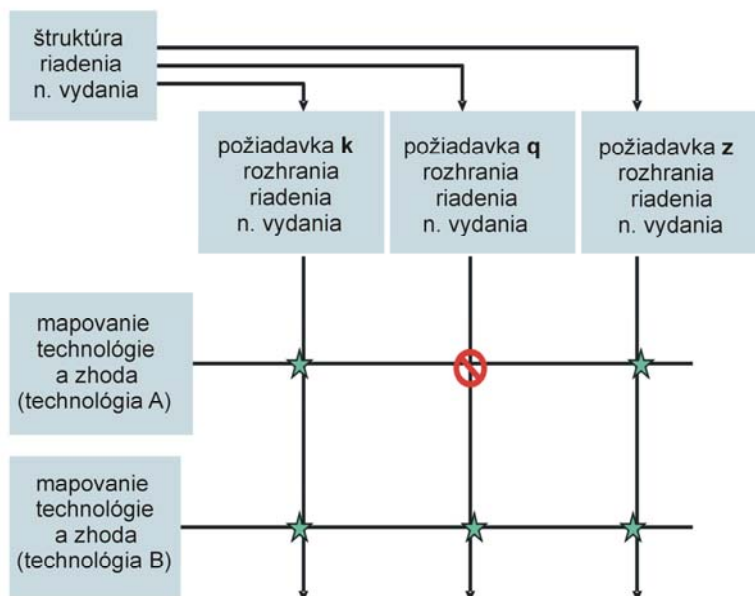 štruktúra
riadenia
n. vydania
požiadavka k
rozhrania
riadenia
n. vydania
požiadavka q
rozhrania
riadenia
n. vydania
požiadavka z
rozhrania
riadenia
n. vydania
mapovanie
technológie
a zhoda
(technológia A)
mapovanie
technológie
a zhoda
(technológia B)